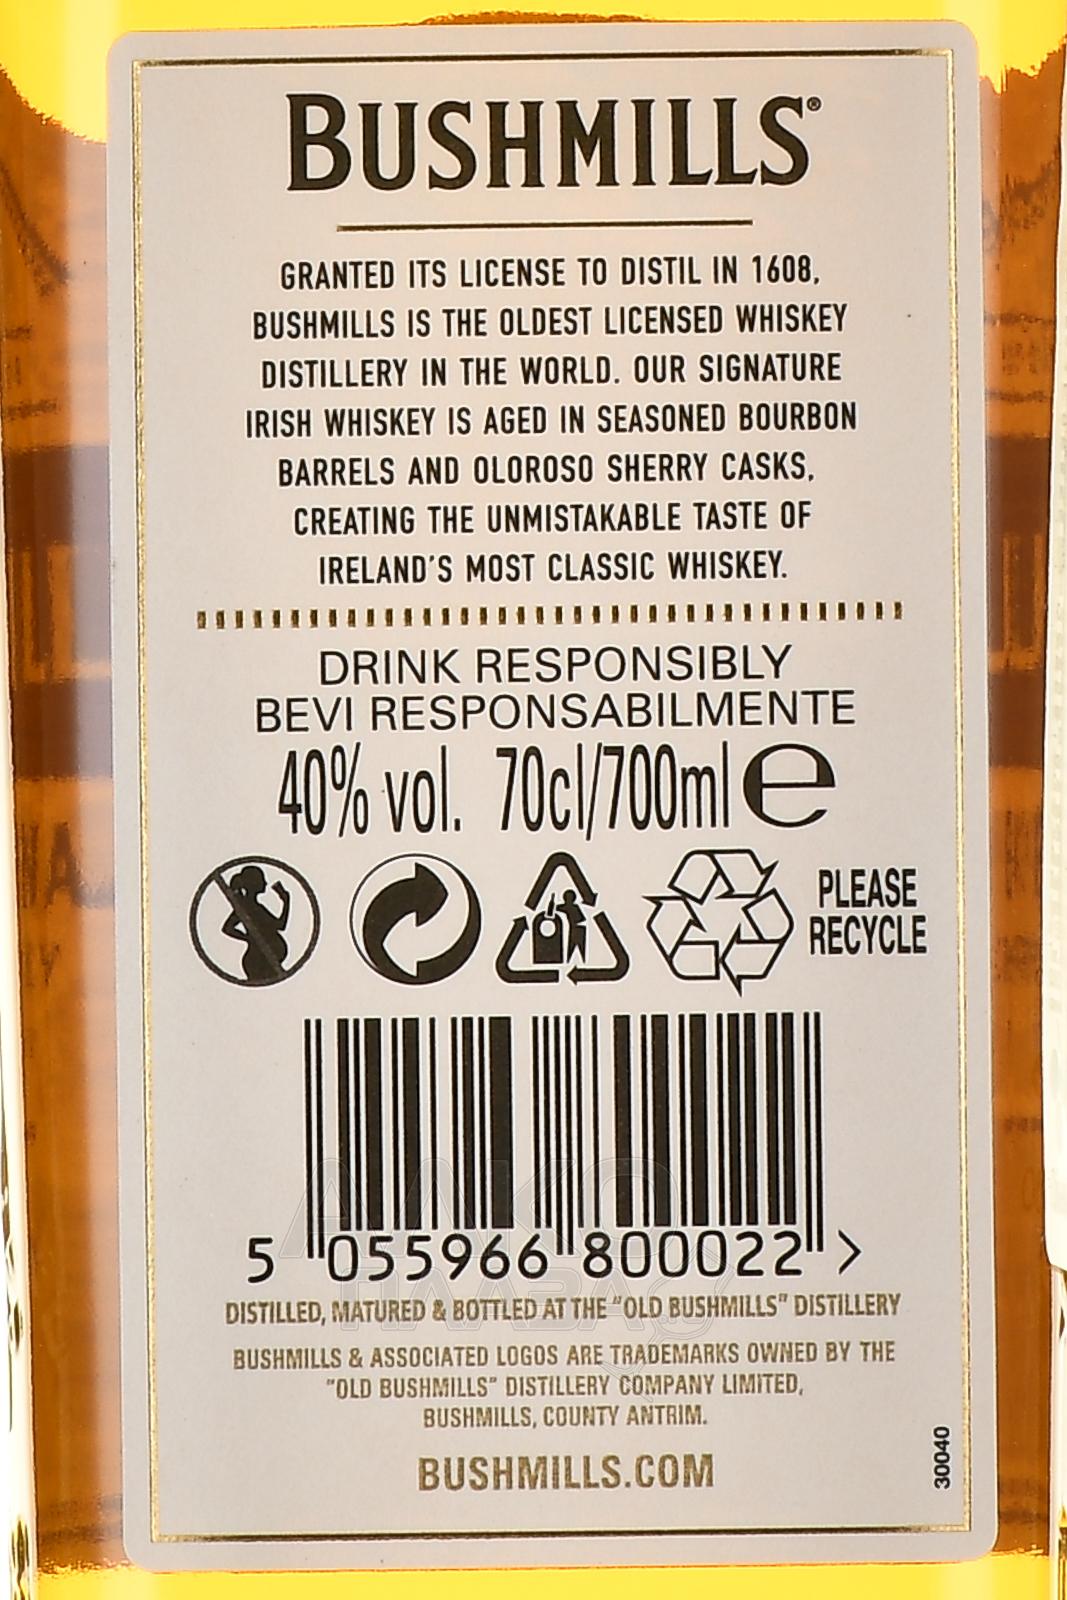 BUSHMILLS®
GRANTED ITS LICENSE TO DISTIL IN 1608,
BUSHMILLS IS THE OLDEST LICENSED WHISKEY
DISTILLERY IN THE WORLD. OUR SIGNATURE
IRISH WHISKEY IS AGED IN SEASONED BOURBON
BARRELS AND OLOROSO SHERRY CASKS,
CREATING THE UNMISTAKABLE TASTE OF
IRELAND'S MOST CLASSIC WHISKEY.
DRINK RESPONSIBLY
BEVI RESPONSABILMENTE
40% vol. 70cl/700ml e
PLEASE
RECYCLE
5 055966 800022 >
АЛКО
ПЛАЗА
DISTILLED, MATURED & BOTTLED AT THE "OLD BUSHMILLS" DISTILLERY
BUSHMILLS & ASSOCIATED LOGOS ARE TRADEMARKS OWNED BY THE
"OLD BUSHMILLS" DISTILLERY COMPANY LIMITED,
BUSHMILLS, COUNTY ANTRIM.
BUSHMILLS.COM
30040